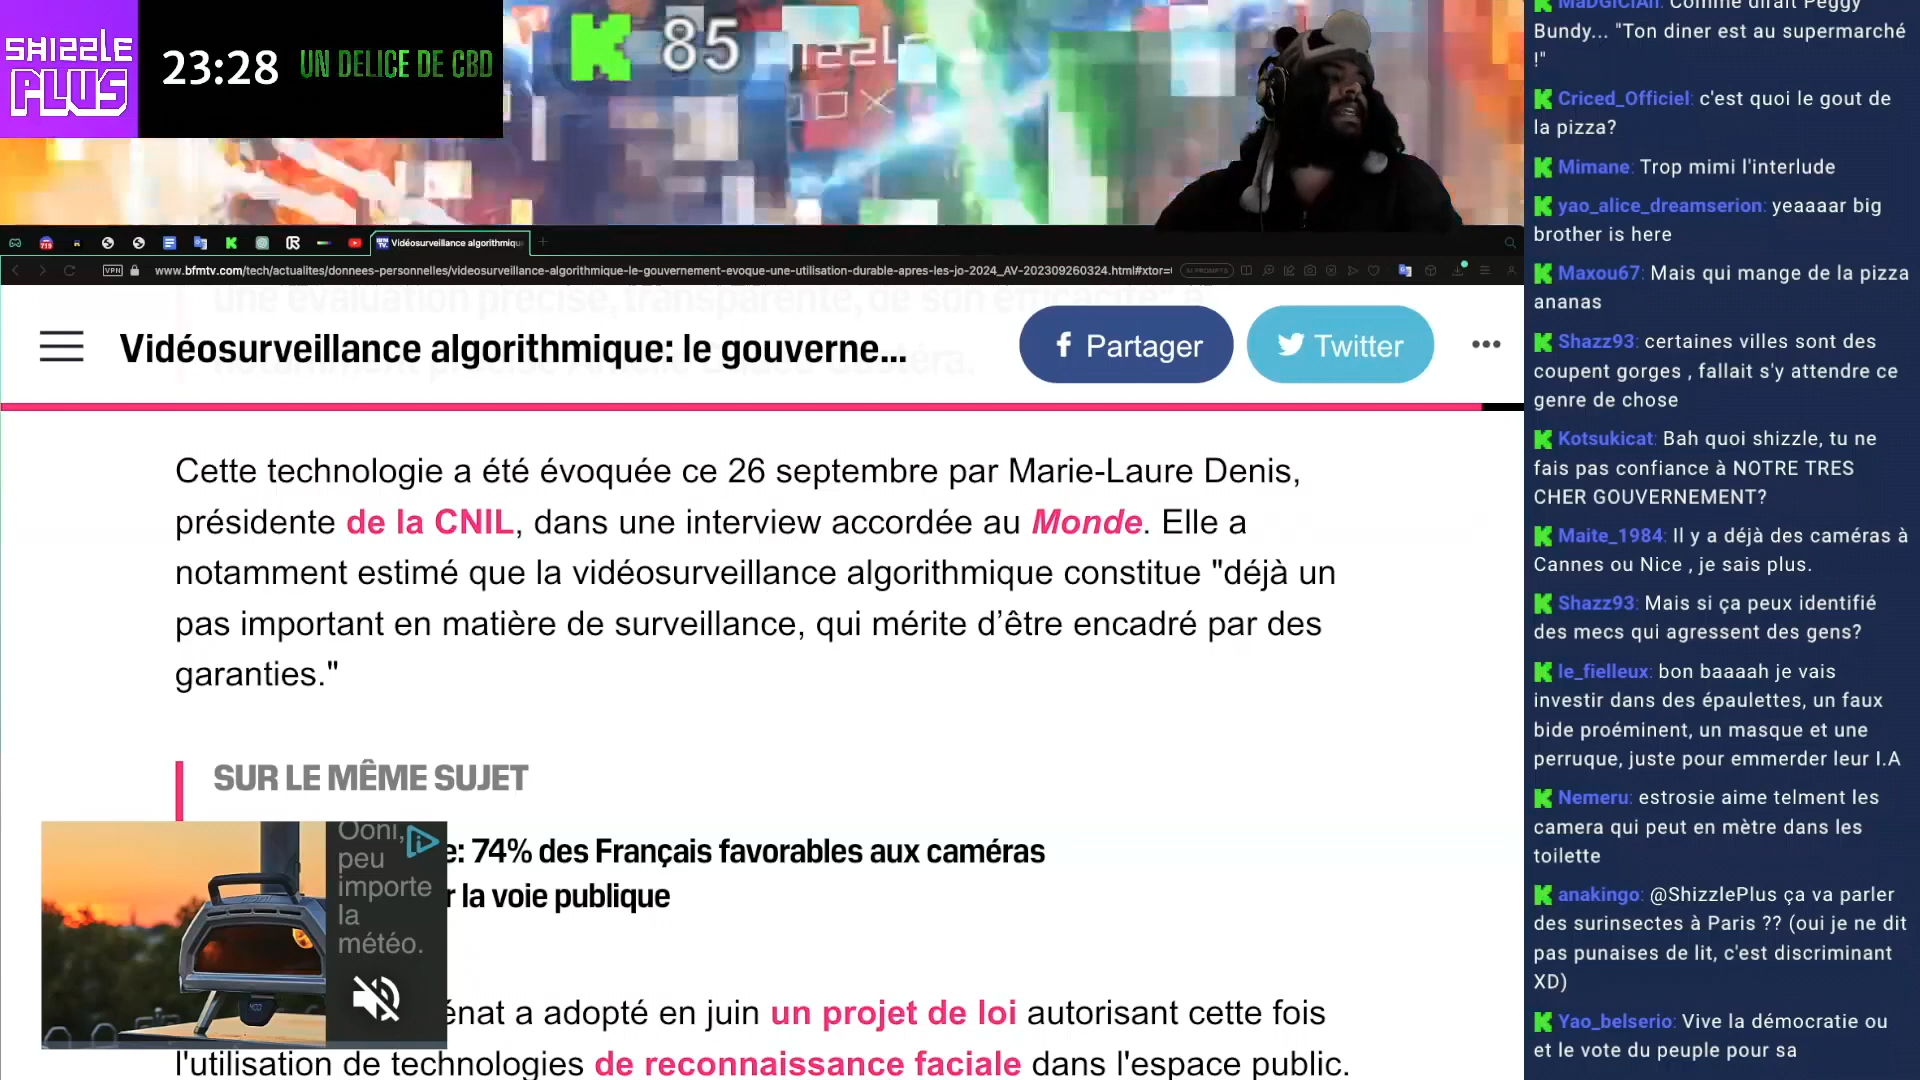 SHIZZLE
PLUS
23:28
UN DELICE DE CBD
85
Vidéosurveillance algorithmiqu
VPN
www.bfmtv.com/tech/actualites/donnees-personnelles/videosurveillance-algorithmique-le-gouvernement-evoque-une-utilisation-durable-apres-les-jo-2024_AV-202309260324.html#xtor=
AI PROMPTS
une évaluation précise, transparente, de son efficacité" a
Vidéosurveillance algorithmique: le gouverne...
Partager
Twitter
Cette technologie a été évoquée ce 26 septembre par Marie-Laure Denis,
présidente de la CNIL, dans une interview accordée au Monde. Elle a
notamment estimé que la vidéosurveillance algorithmique constitue "déjà un
pas important en matière de surveillance, qui mérite d’être encadré par des
garanties."
SUR LE MÊME SUJET
e: 74% des Français favorables aux caméras
r la voie publique
Ooni,
peu
importe
la
météo.
énat a adopté en juin un projet de loi autorisant cette fois
l'utilisation de technologies de reconnaissance faciale dans l'espace public.
MaDGiCiAn: Comme dirait Peggy
Bundy... "Ton diner est au supermarché
!"
Criced_Officiel: c'est quoi le gout de
la pizza?
Mimane: Trop mimi l'interlude
yao_alice_dreamserion: yeaaaar big
brother is here
Maxou67: Mais qui mange de la pizza
ananas
Shazz93: certaines villes sont des
coupent gorges , fallait s'y attendre ce
genre de chose
Kotsukicat: Bah quoi shizzle, tu ne
fais pas confiance à NOTRE TRES
CHER GOUVERNEMENT?
Maite_1984: Il y a déjà des caméras à
Cannes ou Nice , je sais plus.
Shazz93: Mais si ça peux identifié
des mecs qui agressent des gens?
le_fielleux: bon baaaah je vais
investir dans des épaulettes, un faux
bide proéminent, un masque et une
perruque, juste pour emmerder leur I.A
Nemeru: estrosie aime telment les
camera qui peut en mètre dans les
toilette
anakingo: @ShizzlePlus ça va parler
des surinsectes à Paris ?? (oui je ne dit
pas punaises de lit, c'est discriminant
XD)
Yao_belserio: Vive la démocratie ou
et le vote du peuple pour sa